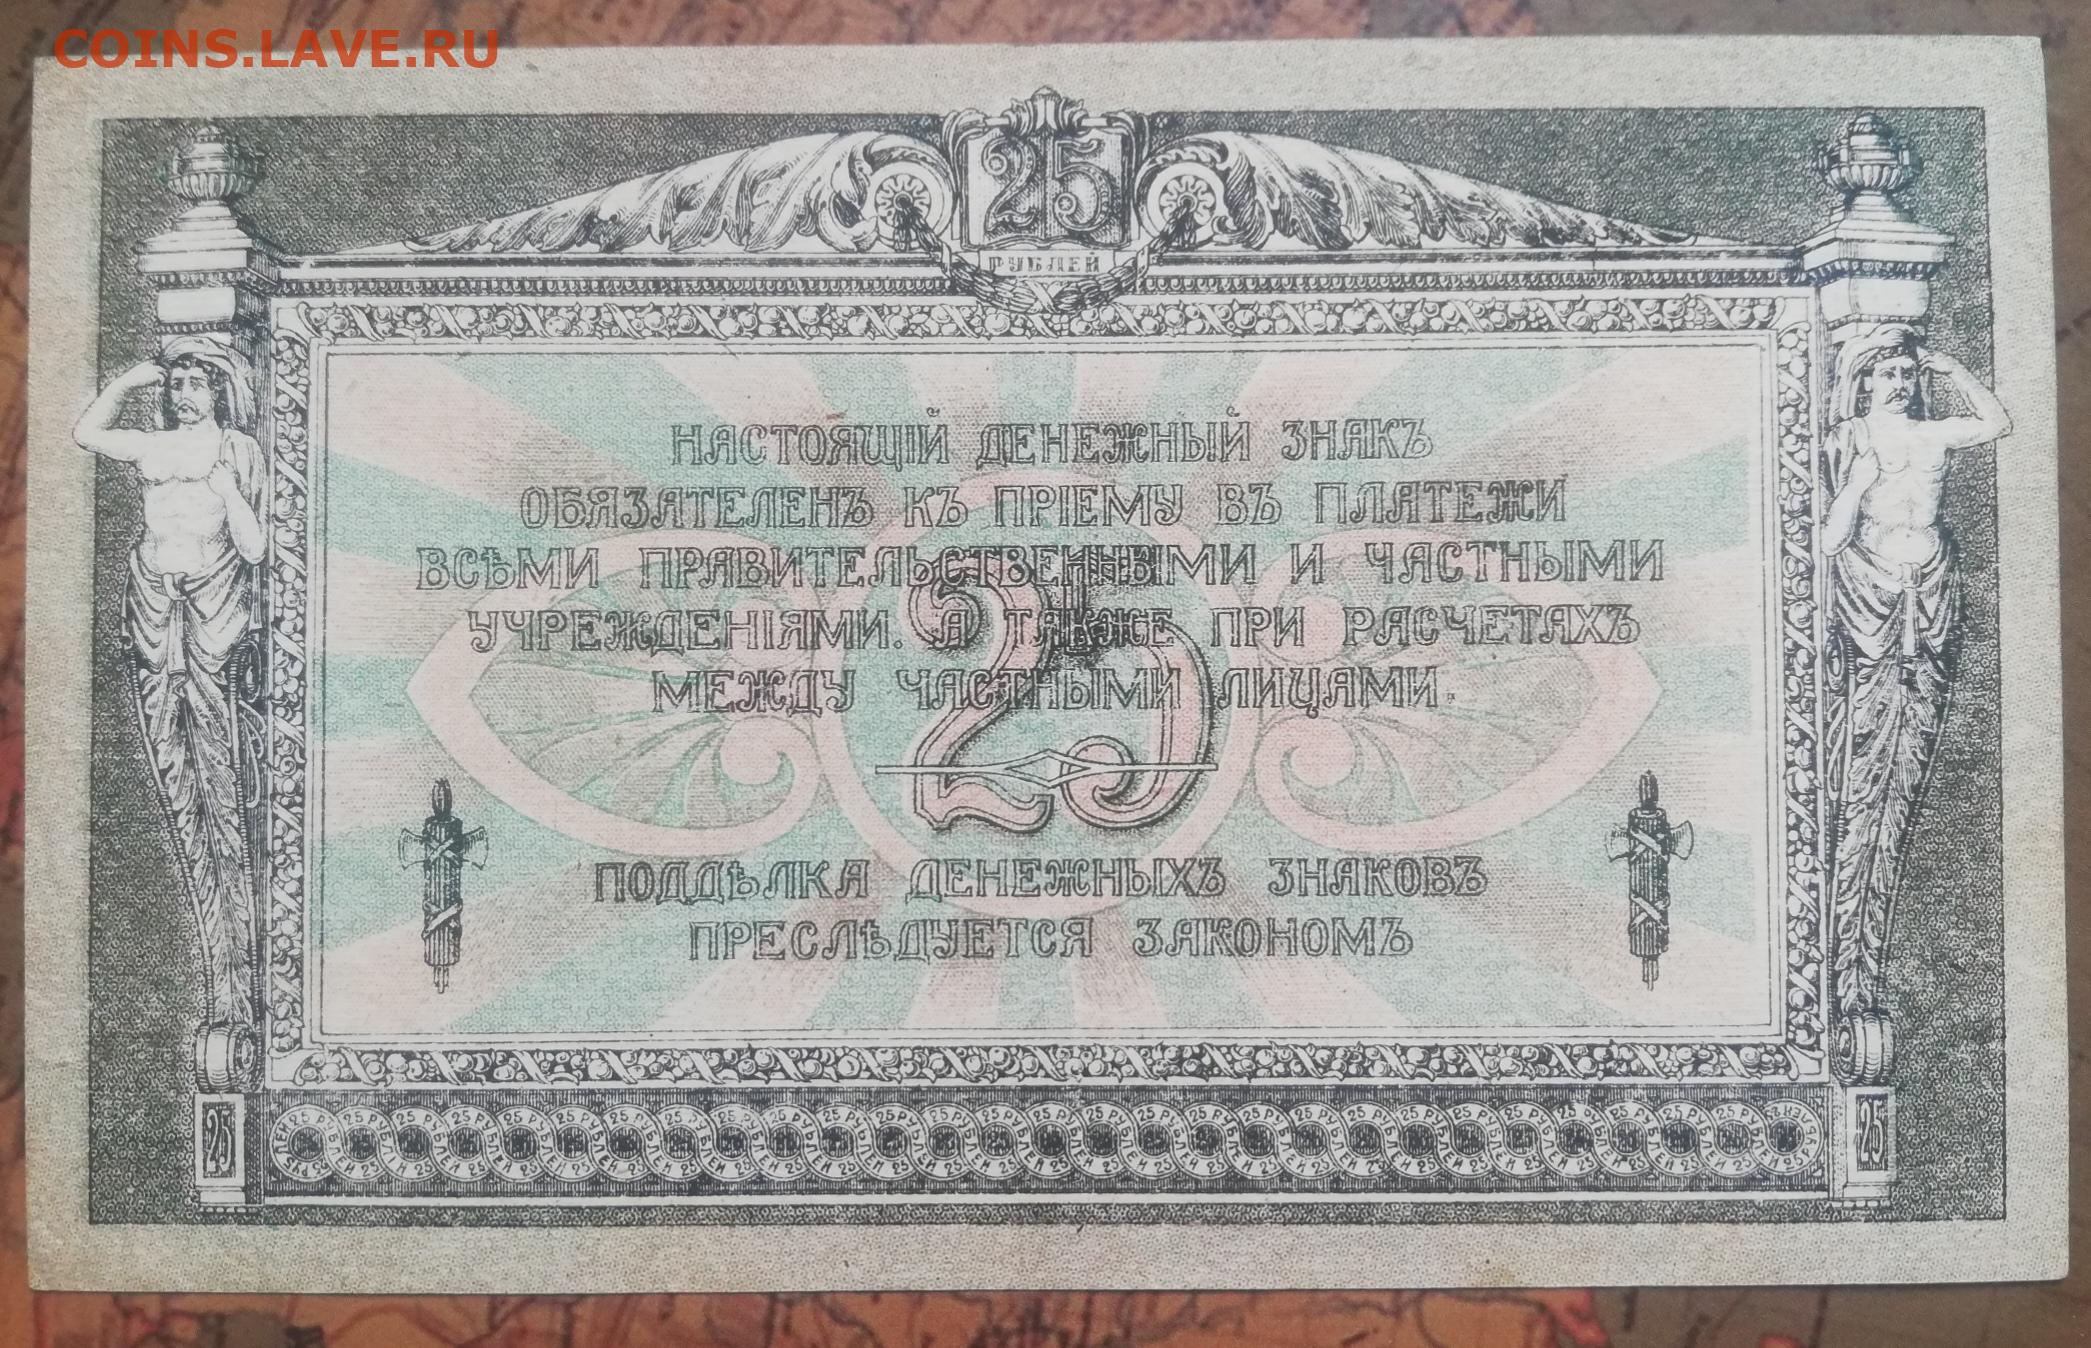 COINS.LAVE.RU
25
РУБЛЕЙ
НАСТОЯЩІЙ ДЕНЕЖНЫЙ ЗНАКЪ
ОБЯЗАТЕЛЕНЪ КЪ ПРІЕМУ ВЪ ПЛАТЕЖИ
ВСѢМИ ПРАВИТЕЛЬСТВЕННЫМИ И ЧАСТНЫМИ
УЧРЕЖДЕНІЯМИ. А ТАКЖЕ ПРИ РАСЧЕТАХЪ
МЕЖДУ ЧАСТНЫМИ ЛИЦАМИ.
25
ПОДДѢЛКА ДЕНЕЖНЫХЪ ЗНАКОВЪ
ПРЕСЛѢДУЕТСЯ ЗАКОНОМЪ
25 25